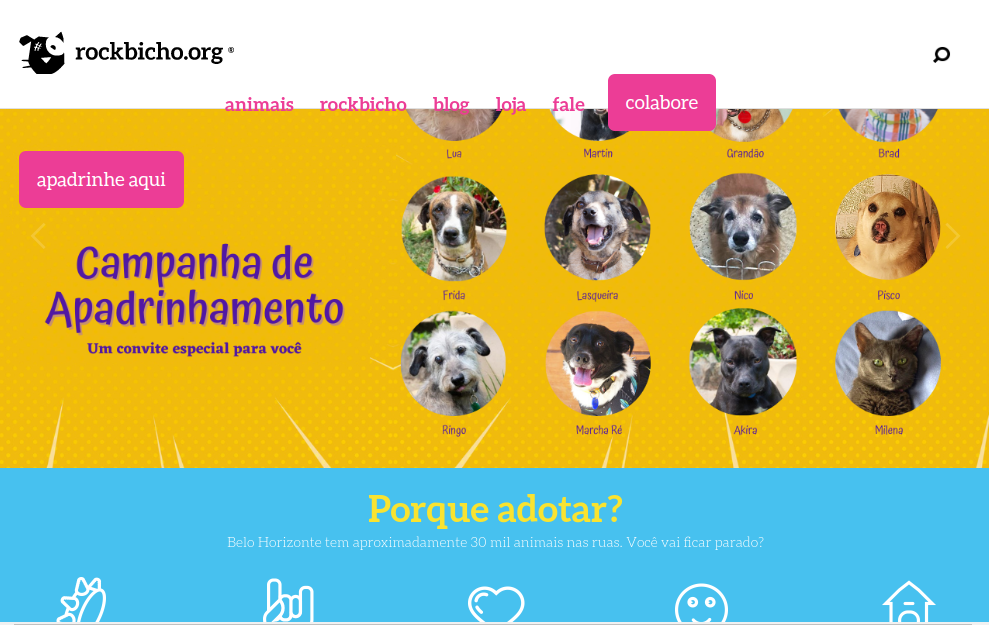 rockbicho.org ®
animais rockbicho blog loja fale colabore
Lua Martin Grandão Brad
apadrinhe aqui
Campanha de
Apadrinhamento
Um convite especial para você
Frida Lasqueira Nico Pisco
Ringo Marcha Ré Akira Milena
Porque adotar?
Belo Horizonte tem aproximadamente 30 mil animais nas ruas. Você vai ficar parado?